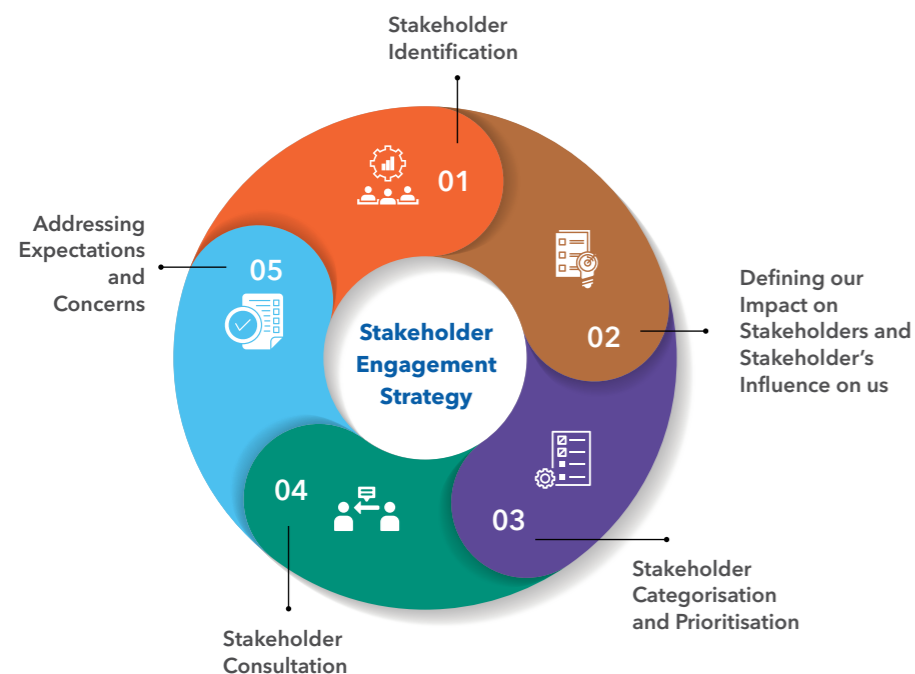 Stakeholder
Identification
01
Defining our
Impact on
Stakeholders and
Stakeholder’s
Influence on us
02
Stakeholder
Categorisation
and Prioritisation
03
Stakeholder
Consultation
04
Addressing
Expectations
and
Concerns
05
Stakeholder
Engagement
Strategy